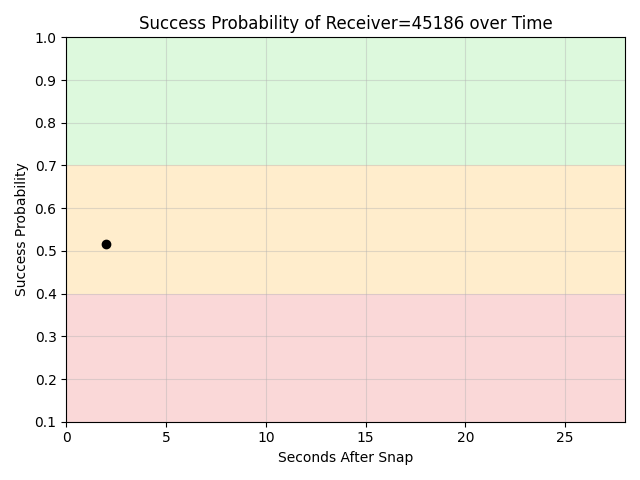 Success Probability of Receiver=45186 over Time
1.0
0.9
0.8
0.7
0.6
0.5
0.4
0.3
0.2
0.1
Success Probability
0 5 10 15 20 25
Seconds After Snap